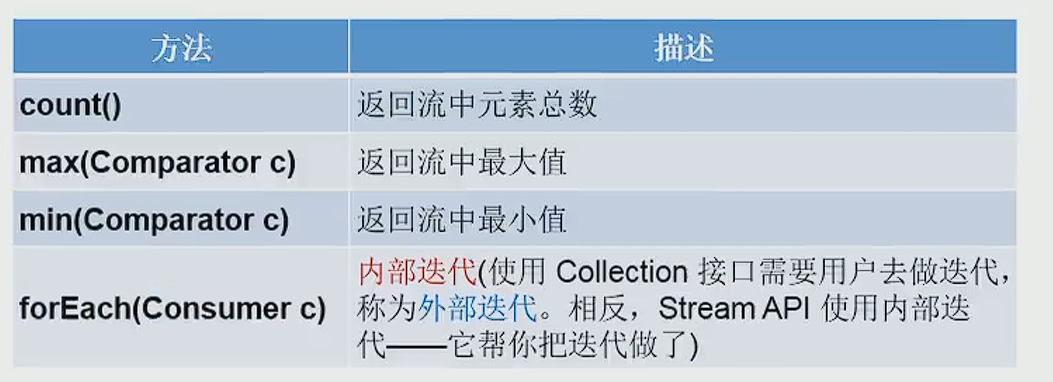 方法 描述
count() 返回流中元素总数
max(Comparator c) 返回流中最大值
min(Comparator c) 返回流中最小值
forEach(Consumer c) 内部迭代(使用 Collection 接口需要用户去做迭代，
称为外部迭代。相反，Stream API 使用内部迭
代——它帮你把迭代做了)